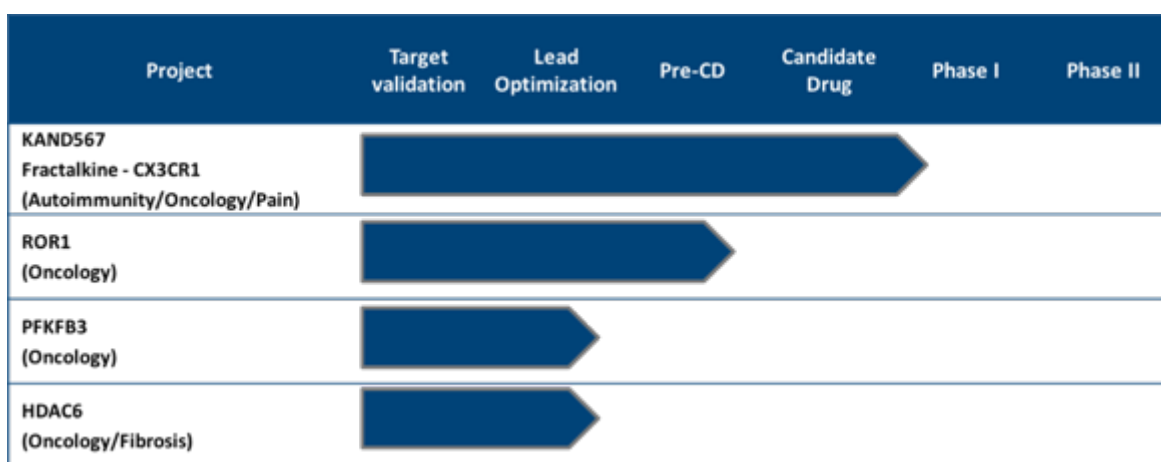 Project
Target
validation
Lead
Optimization
Pre-CD
Candidate
Drug
Phase I
Phase II
KAND567
Fractalkine - CX3CR1
(Autoimmunity/Oncology/Pain)
ROR1
(Oncology)
PFKFB3
(Oncology)
HDAC6
(Oncology/Fibrosis)